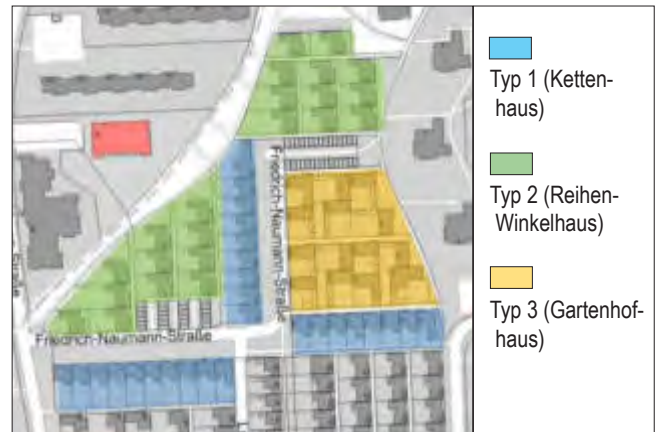 Typ 1 (Ketten-
haus)
Typ 2 (Reihen-
Winkelhaus)
Typ 3 (Gartenhof-
haus)
Friedrich-Naumann-Straße
Friedrich-Naumann-Straße
Straße